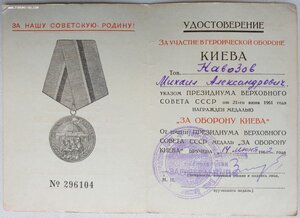 ЗА НАШУ СОВЕТСКУЮ РОДИНУ!
№ 296104
УДОСТОВЕРЕНИЕ
ЗА УЧАСТИЕ В ГЕРОИЧЕСКОЙ ОБОРОНЕ
КИЕВА
Тов. Навозов
Михаил Александрович
УКАЗОМ ПРЕЗИДИУМА ВЕРХОВНОГО
СОВЕТА СССР от 21-го июня 1961 года
НАГРАЖДЕН МЕДАЛЬЮ
"ЗА ОБОРОНУ КИЕВА"
От имени ПРЕЗИДИУМА ВЕРХОВНОГО
СОВЕТА СССР МЕДАЛЬ "ЗА ОБОРОНУ
КИЕВА" ВРУЧЕНА
М. П.